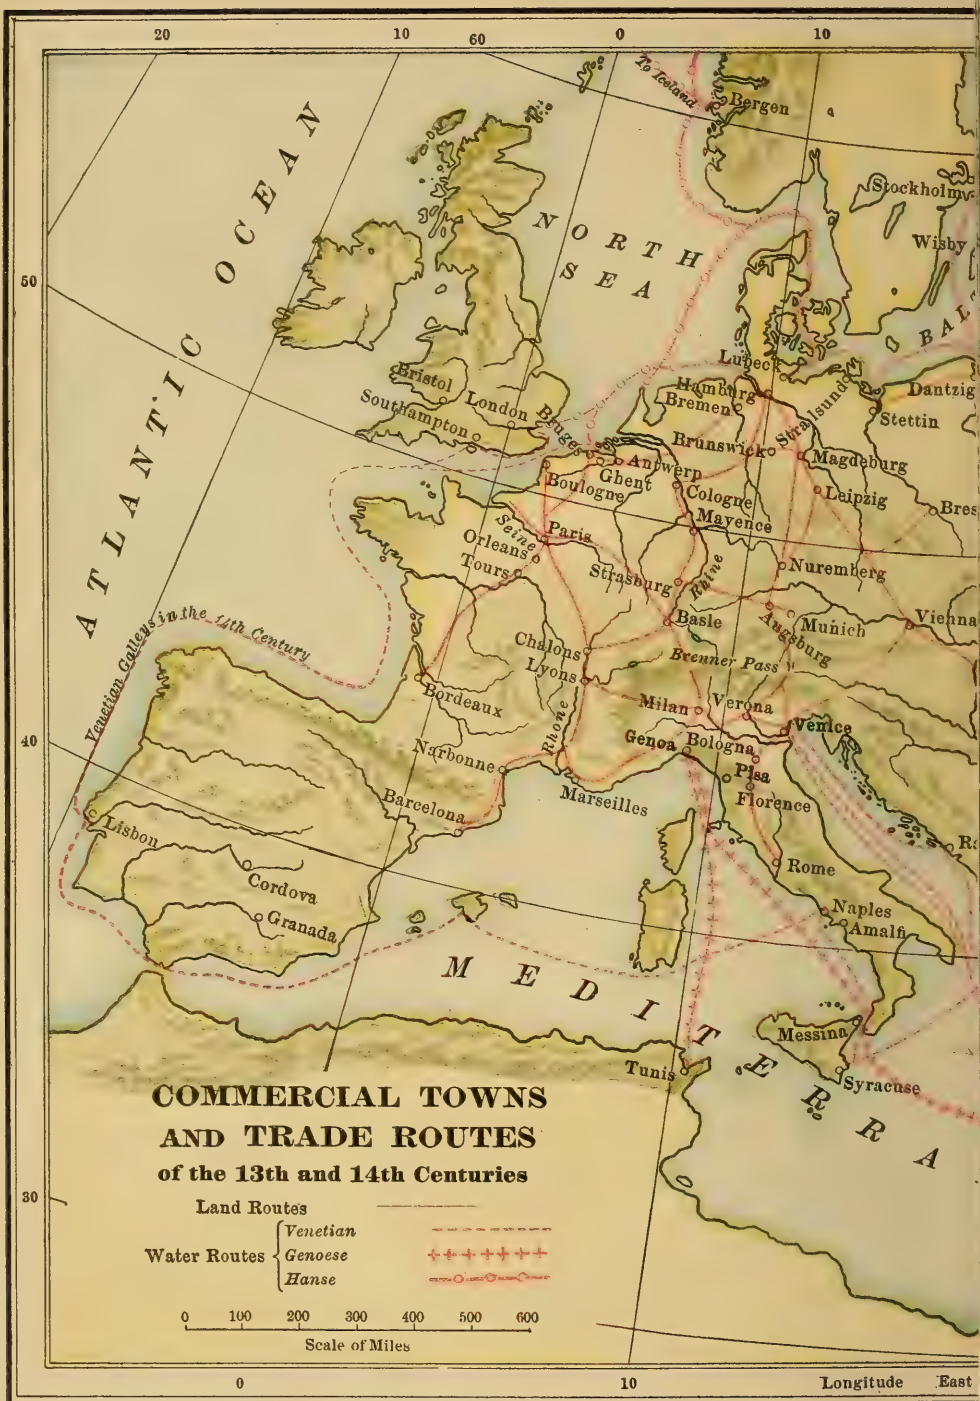 20
10
60
0
10
To Iceland
Bergen
Stockholm
Wisby
NORTH
SEA
ATLANTIC OCEAN
50
BAL
Lubeck
Hamburg
Bremen
Stralsund
Dantzig
Stettin
Bristol
London
Southampton
Bruges
Brunswick
Magdeburg
Antwerp
Ghent
Boulogne
Cologne
Leipzig
Bres
Mayence
Seine
Paris
Orleans
Tours
Strasburg
Rhine
Nuremberg
Basle
Augsburg
Munich
Vienna
Venetian Galleys in the 14th Century
Chalons
Lyons
Brenner Pass
Bordeaux
Milan
Verona
Venice
40
Rhone
Genoa
Bologna
Narbonne
Pisa
Marseilles
Florence
Barcelona
Lisbon
Ra
Rome
Cordova
Granada
Naples
Amalfi
MEDITERRA
Messina
Tunis
Syracuse
COMMERCIAL TOWNS
AND TRADE ROUTES
of the 13th and 14th Centuries
30
Land Routes
Water Routes
Venetian
Genoese
Hanse
0 100 200 300 400 500 600
Scale of Miles
0
10
Longitude East